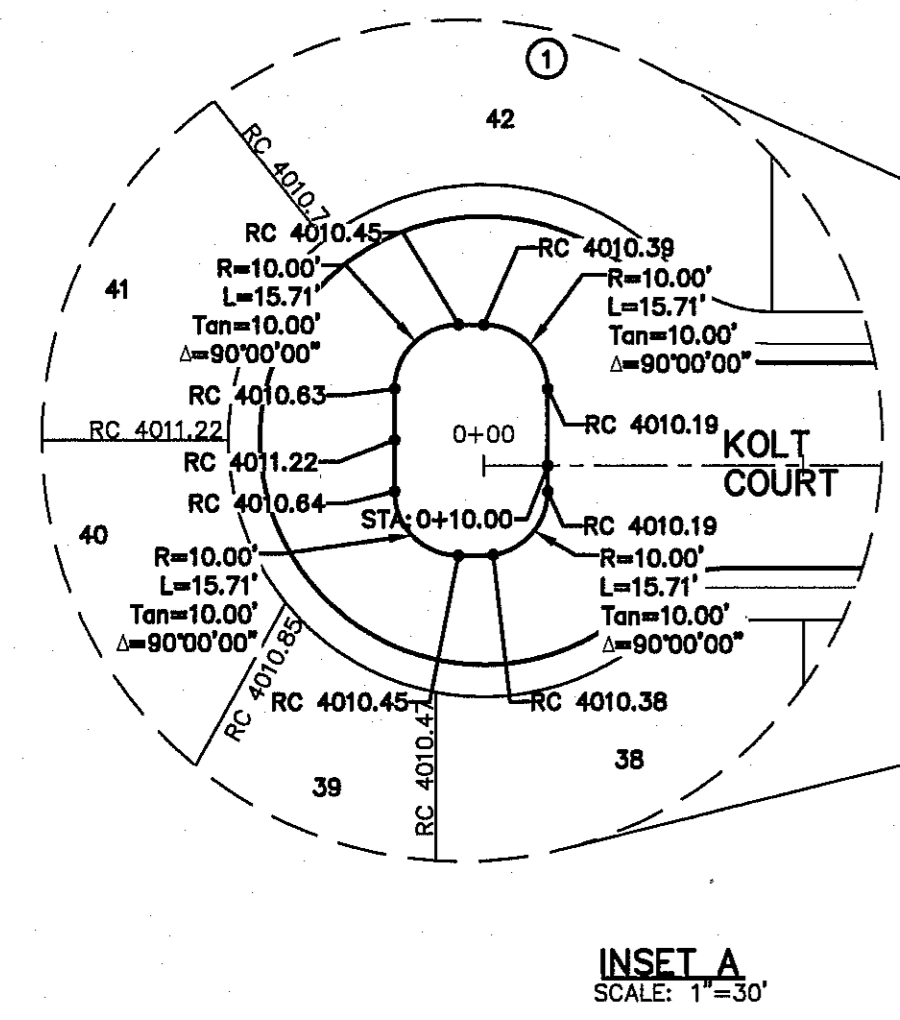 1
42
RC 4010.7
RC 4010.45
RC 4010.39
R=10.00'
L=15.71'
Tan=10.00'
Δ=90°00'00"
R=10.00'
L=15.71'
Tan=10.00'
Δ=90°00'00"
41
RC 4010.63
RC 4010.19
RC 4011.22
0+00
KOLT
COURT
RC 4011.22
RC 4010.64
STA: 0+10.00
RC 4010.19
40
R=10.00'
L=15.71'
Tan=10.00'
Δ=90°00'00"
R=10.00'
L=15.71'
Tan=10.00'
Δ=90°00'00"
RC 4010.85
RC 4010.45
RC 4010.38
RC 4010.47
39
38
INSET A
SCALE: 1"=30'